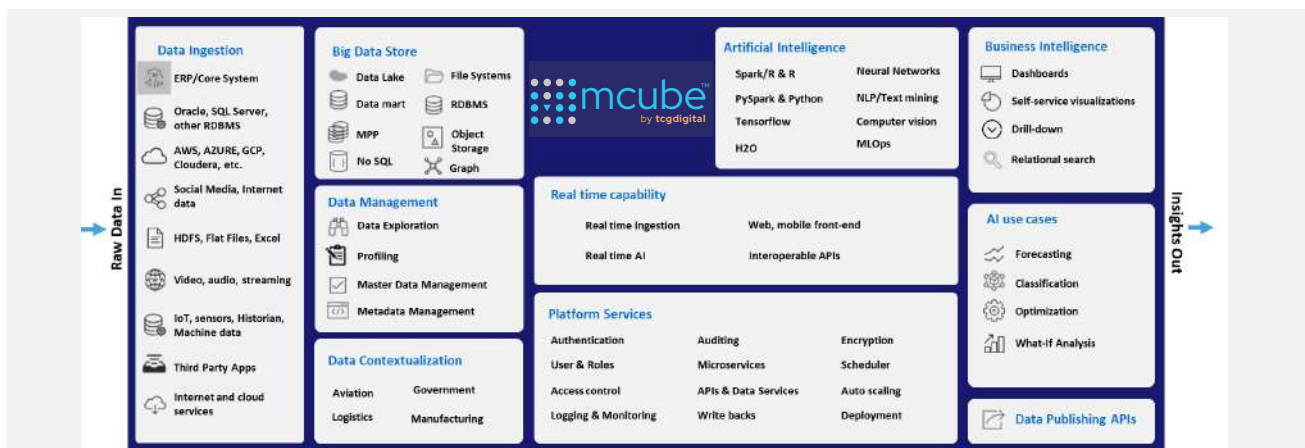 Raw Data In
Data Ingestion
ERP/Core System
Oracle, SQL Server,
other RDBMS
AWS, AZURE, GCP,
Cloudera, etc.
Social Media, Internet
data
HDFS, Flat Files, Excel
Video, audio, streaming
IoT, sensors, Historian,
Machine data
Third Party Apps
Internet and cloud
services
Big Data Store
Data Lake
File Systems
Data mart
RDBMS
MPP
Object
Storage
No SQL
Graph
Data Management
Data Exploration
Profiling
Master Data Management
Metadata Management
Data Contextualization
Aviation
Government
Logistics
Manufacturing
mcube™
by tcgdigital
Artificial Intelligence
Spark/R & R
Neural Networks
PySpark & Python
NLP/Text mining
Tensorflow
Computer vision
H2O
MLOps
Real time capability
Real time Ingestion
Web, mobile front-end
Real time AI
Interoperable APIs
Platform Services
Authentication
Auditing
Encryption
User & Roles
Microservices
Scheduler
Access control
APIs & Data Services
Auto scaling
Logging & Monitoring
Write backs
Deployment
Business Intelligence
Dashboards
Self-service visualizations
Drill-down
Relational search
AI use cases
Forecasting
Classification
Optimization
What-If Analysis
Data Publishing APIs
Insights Out